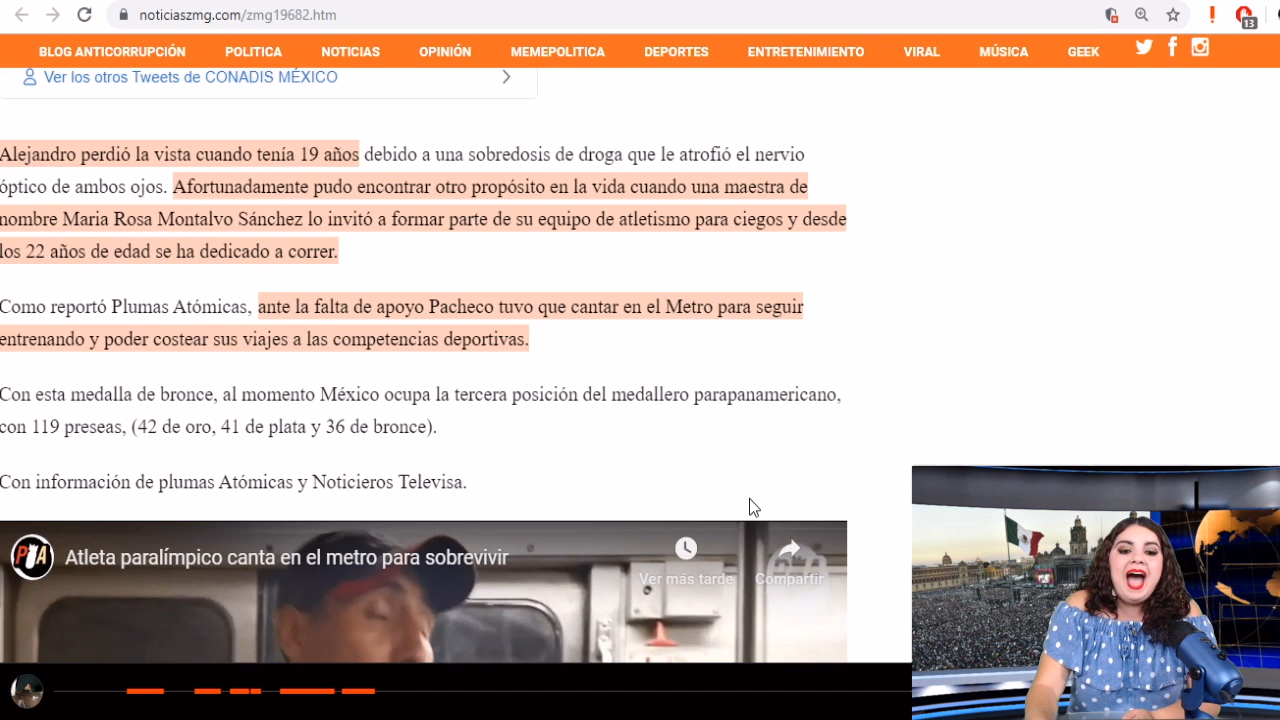 noticiaszmg.com/zmg19682.htm
13
BLOG ANTICORRUPCIÓN POLITICA NOTICIAS OPINIÓN MEMEPOLITICA DEPORTES ENTRETENIMIENTO VIRAL MÚSICA GEEK
Ver los otros Tweets de CONADIS MÉXICO
Alejandro perdió la vista cuando tenía 19 años debido a una sobredosis de droga que le atrofió el nervio
óptico de ambos ojos. Afortunadamente pudo encontrar otro propósito en la vida cuando una maestra de
nombre Maria Rosa Montalvo Sánchez lo invitó a formar parte de su equipo de atletismo para ciegos y desde
los 22 años de edad se ha dedicado a correr.
Como reportó Plumas Atómicas, ante la falta de apoyo Pacheco tuvo que cantar en el Metro para seguir
entrenando y poder costear sus viajes a las competencias deportivas.
Con esta medalla de bronce, al momento México ocupa la tercera posición del medallero parapanamericano,
con 119 preseas, (42 de oro, 41 de plata y 36 de bronce).
Con información de plumas Atómicas y Noticieros Televisa.
Atleta paralímpico canta en el metro para sobrevivir
Ver más tarde Compartir